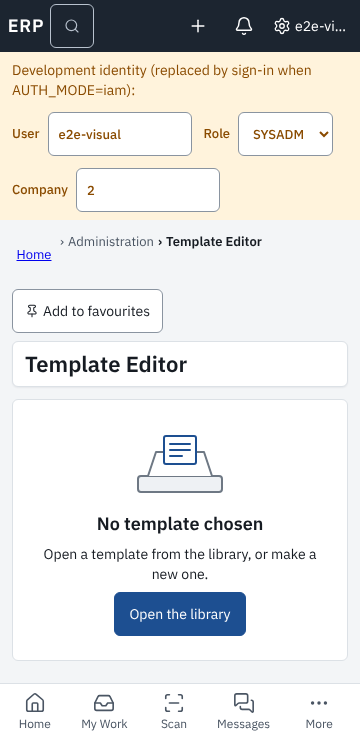 ERP
e2e-vi...
Development identity (replaced by sign-in when
AUTH_MODE=iam):
User e2e-visual Role SYSADM
Company 2
Home › Administration › Template Editor
Add to favourites
Template Editor
No template chosen
Open a template from the library, or make a
new one.
Open the library
Home My Work Scan Messages More